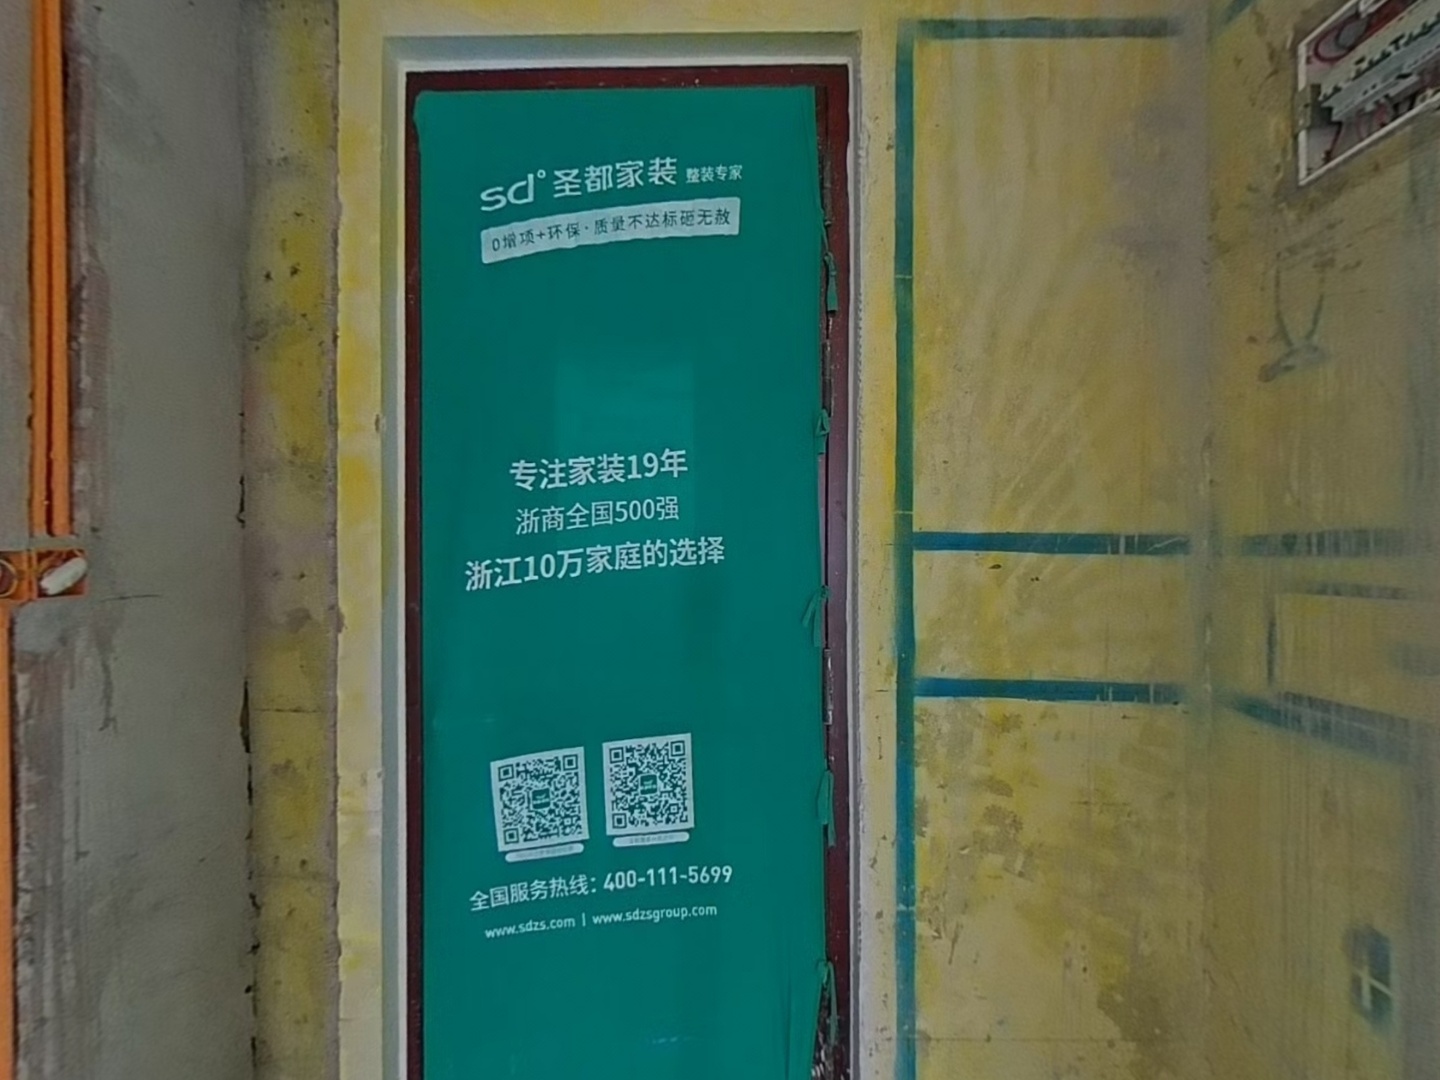 sd°圣都家装 整装专家
0增项+环保·质量不达标砸无赦
专注家装19年
浙商全国500强
浙江10万家庭的选择
全国服务热线：400-111-5699
www.sdzs.com | www.sdzsgroup.com